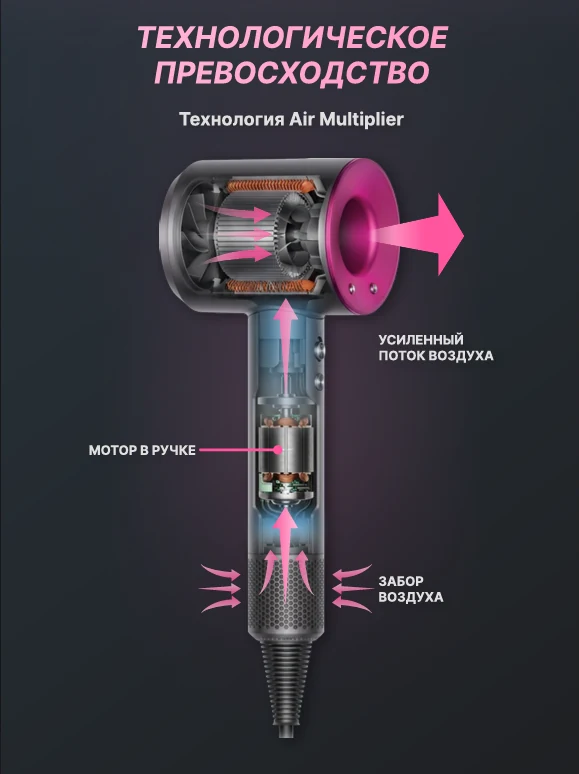 ТЕХНОЛОГИЧЕСКОЕ
ПРЕВОСХОДСТВО
Технология Air Multiplier
УСИЛЕННЫЙ
ПОТОК ВОЗДУХА
МОТОР В РУЧКЕ
ЗАБОР
ВОЗДУХА